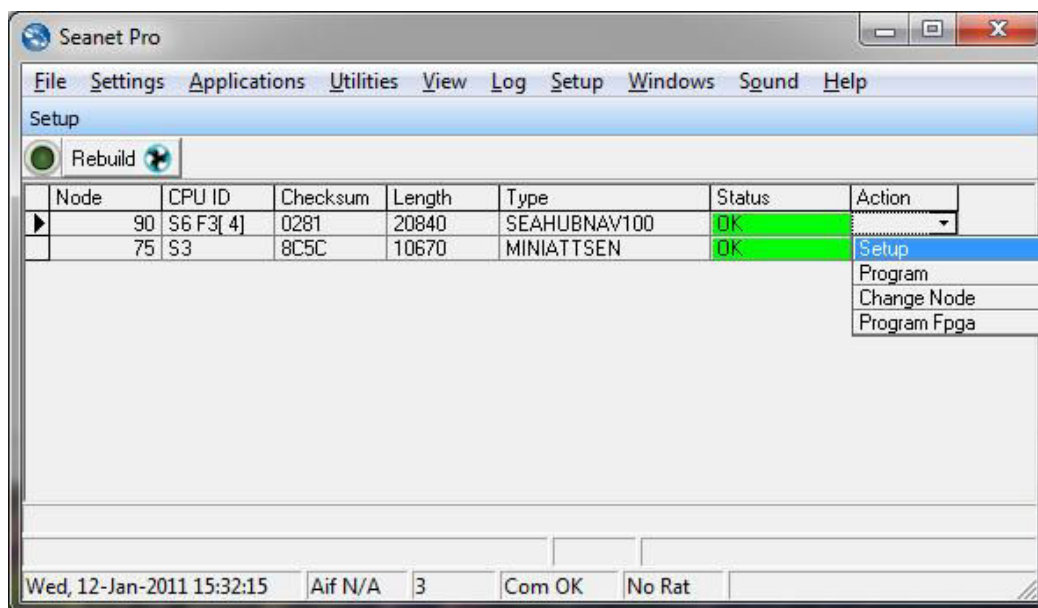 Seanet Pro
File Settings Applications Utilities View Log Setup Windows Sound Help
Setup
Rebuild
Node CPU ID Checksum Length Type Status Action
90 S6 F3[ 4] 0281 20840 SEAHUBNAV100 OK
75 S3 8C5C 10670 MINIATTSEN OK
Setup
Program
Change Node
Program Fpga
Wed, 12-Jan-2011 15:32:15 Aif N/A 3 Com OK No Rat